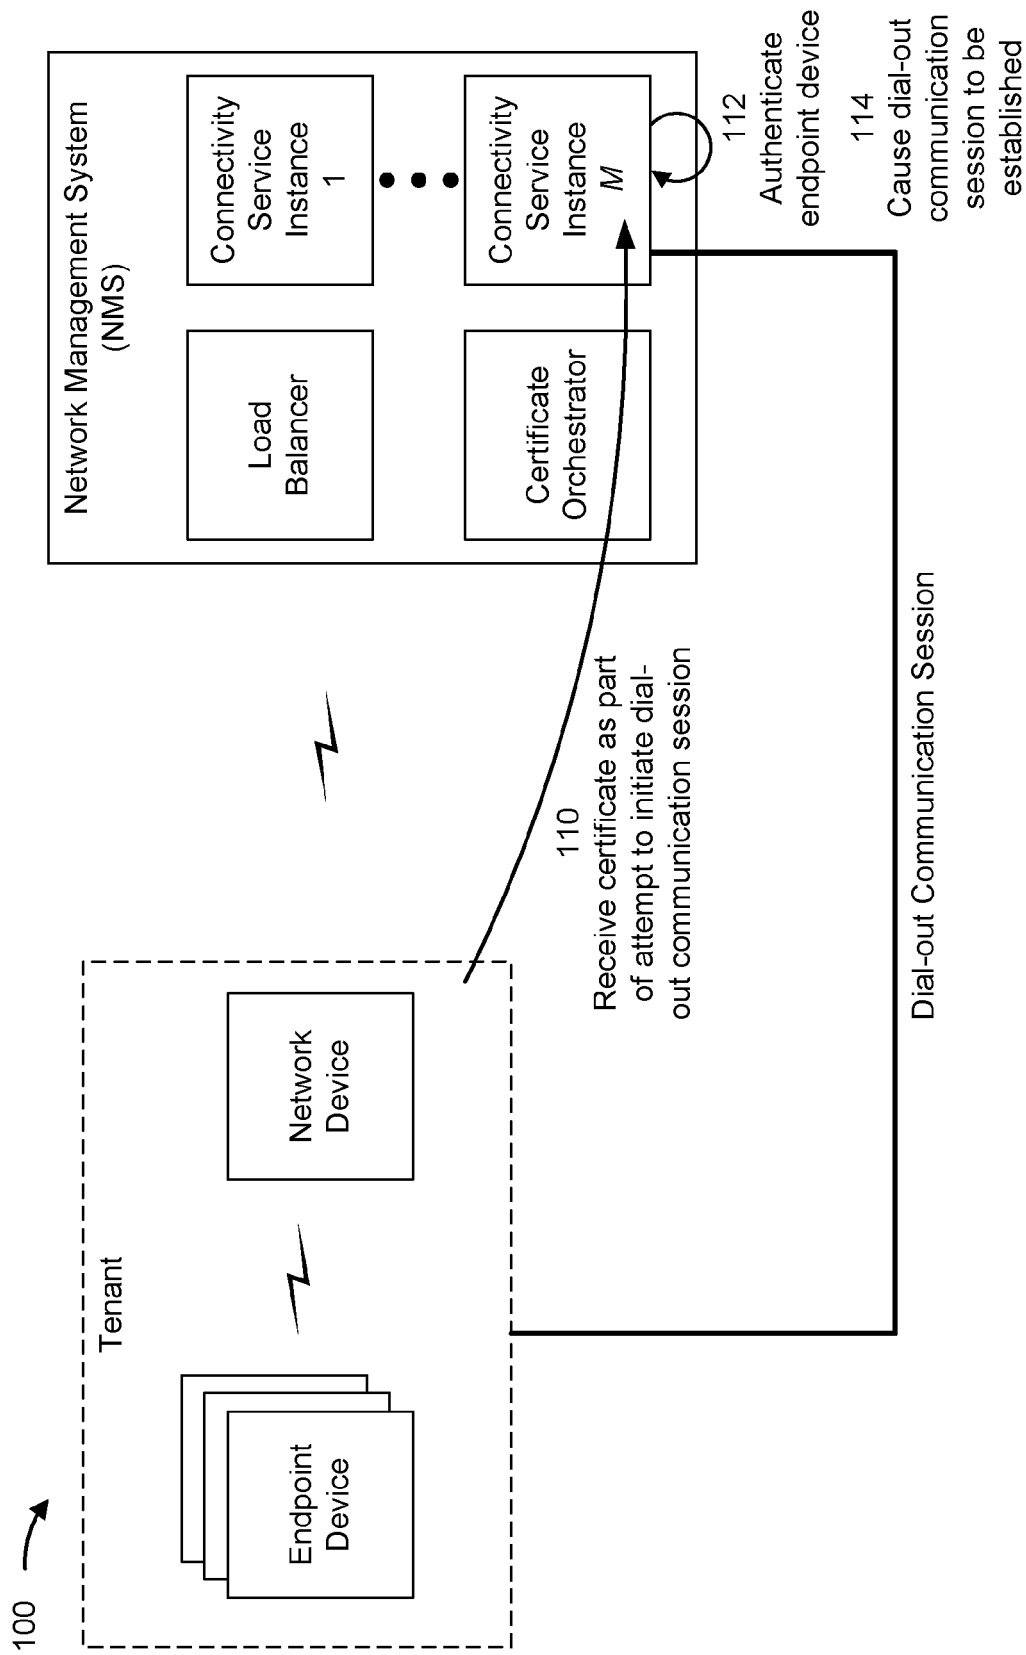 100
Tenant
Endpoint
Device
Network
Device
Network Management System
(NMS)
Load
Balancer
Connectivity
Service
Instance
1
Certificate
Orchestrator
Connectivity
Service
Instance
M
110
Receive certificate as part
of attempt to initiate dial-
out communication session
112
Authenticate
endpoint device
114
Cause dial-out
communication
session to be
established
Dial-out Communication Session